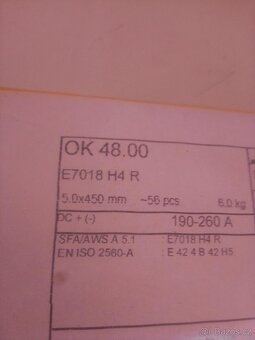 OK 48.00
E7018 H4 R
5.0x450 mm ~56 pcs 6.0 kg
DC + (-) 190-260 A
SFA/AWS A 5.1 : E7018 H4 R
EN ISO 2560-A : E 42 4 B 42 H5